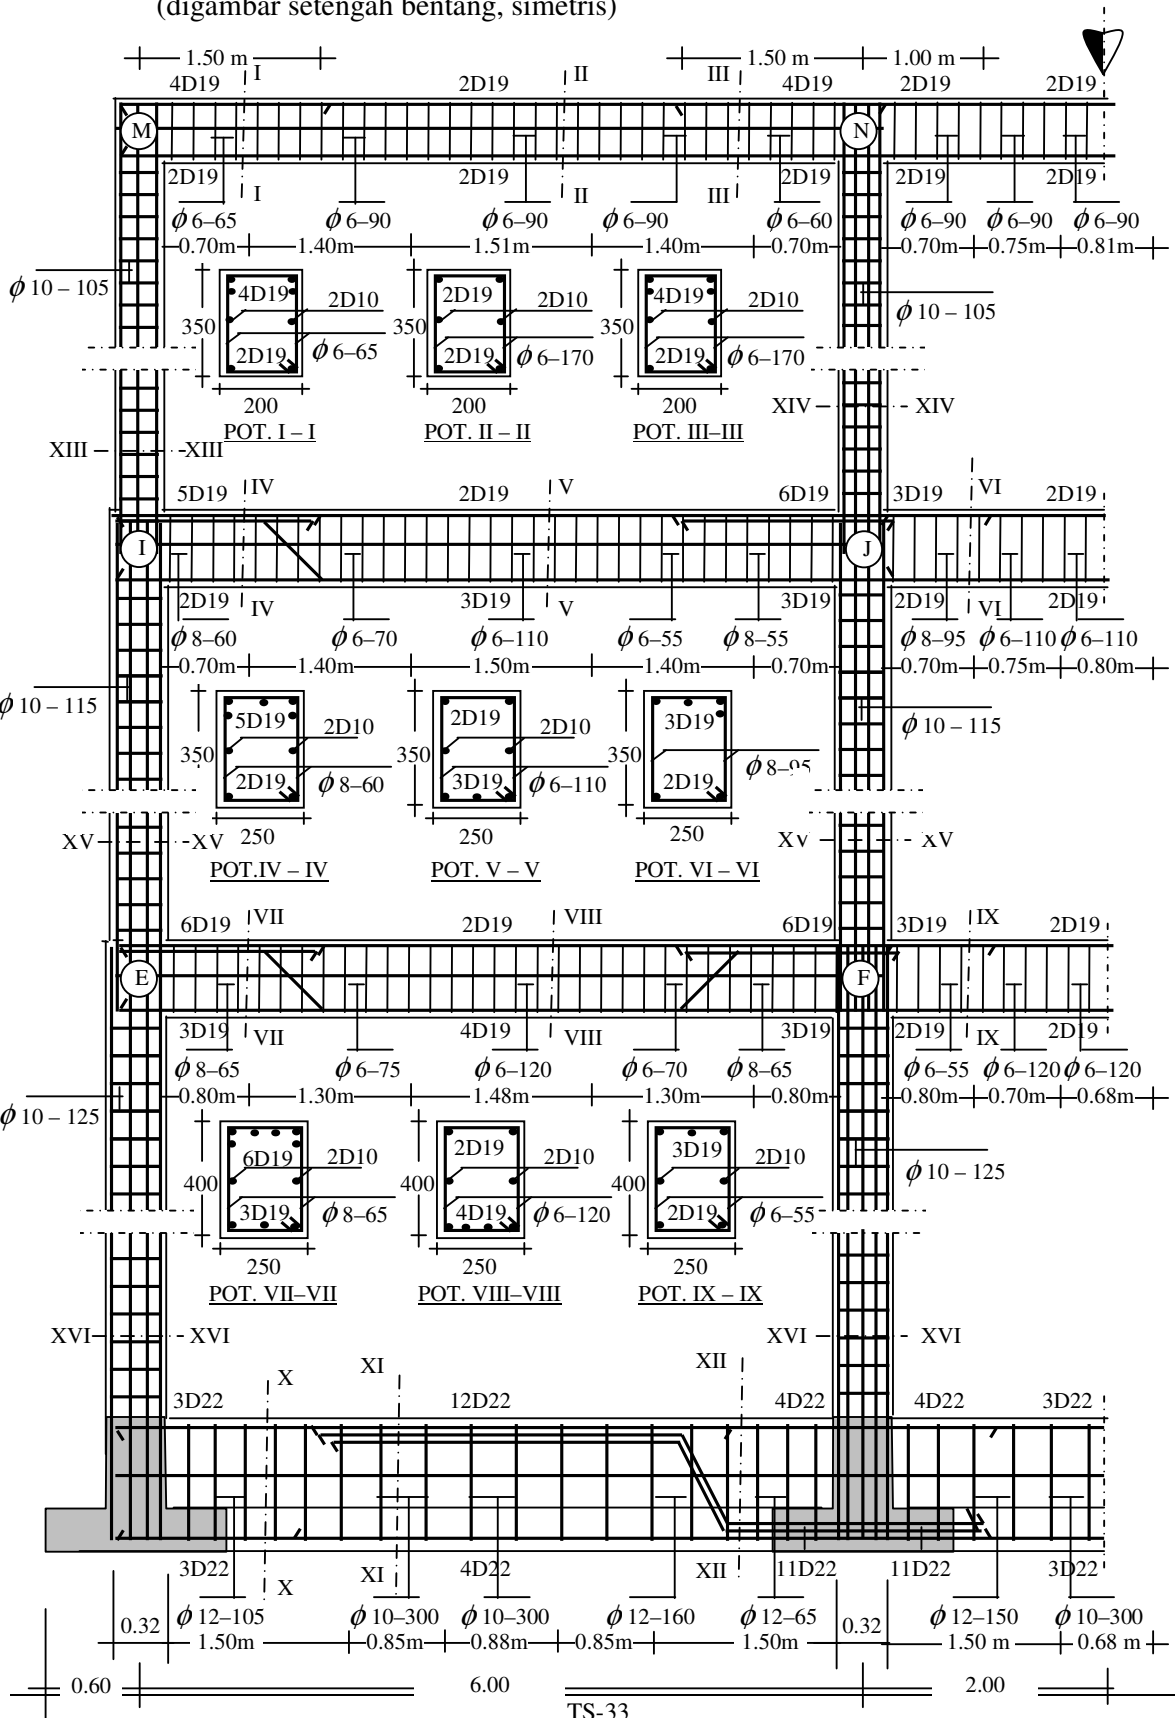 (digambar setengah bentang, simetris)
1.50 m 1.50 m 1.00 m
I II III
4D19 2D19 4D19 2D19 2D19
M N
2D19 2D19 2D19 2D19 2D19
I II III
ϕ 6–65 ϕ 6–90 ϕ 6–90 ϕ 6–90 ϕ 6–60 ϕ 6–90 ϕ 6–90 ϕ 6–90
0.70m 1.40m 1.51m 1.40m 0.70m 0.70m 0.75m 0.81m
ϕ 10 – 105 ϕ 10 – 105
4D19 2D10 2D19 2D10 4D19 2D10
350 350 350
2D19 ϕ 6–65 2D19 ϕ 6–170 2D19 ϕ 6–170
200 200 200
POT. I – I POT. II – II POT. III–III
XIV XIV
XIII XIII
5D19 IV 2D19 V 6D19 3D19 VI 2D19
I J
2D19 IV 3D19 V 3D19 2D19 VI 2D19
ϕ 8–60 ϕ 6–70 ϕ 6–110 ϕ 6–55 ϕ 8–55 ϕ 8–95 ϕ 6–110 ϕ 6–110
0.70m 1.40m 1.50m 1.40m 0.70m 0.70m 0.75m 0.80m
ϕ 10 – 115 ϕ 10 – 115
5D19 2D10 2D19 2D10 3D19
350 350 350
2D19 ϕ 8–60 3D19 ϕ 6–110 2D19 ϕ 8–95
250 250 250
XV XV XV XV
POT.IV – IV POT. V – V POT. VI – VI
6D19 VII 2D19 VIII 6D19 3D19 IX 2D19
E F
3D19 VII 4D19 VIII 3D19 2D19 IX 2D19
ϕ 8–65 ϕ 6–75 ϕ 6–120 ϕ 6–70 ϕ 8–65 ϕ 6–55 ϕ 6–120 ϕ 6–120
0.80m 1.30m 1.48m 1.30m 0.80m 0.80m 0.70m 0.68m
ϕ 10 – 125 ϕ 10 – 125
6D19 2D10 2D19 2D10 3D19 2D10
400 400 400
3D19 ϕ 8–65 4D19 ϕ 6–120 2D19 ϕ 6–55
250 250 250
POT. VII–VII POT. VIII–VIII POT. IX – IX
XVI XVI XVI XVI
X XI XII
3D22 12D22 4D22 4D22 3D22
3D22 4D22 11D22 11D22 3D22
X XI XII
ϕ 12–105 ϕ 10–300 ϕ 10–300 ϕ 12–160 ϕ 12–65 ϕ 12–150 ϕ 10–300
0.32 0.32
1.50m 0.85m 0.88m 0.85m 1.50m 1.50 m 0.68 m
0.60 6.00 2.00
TS-33